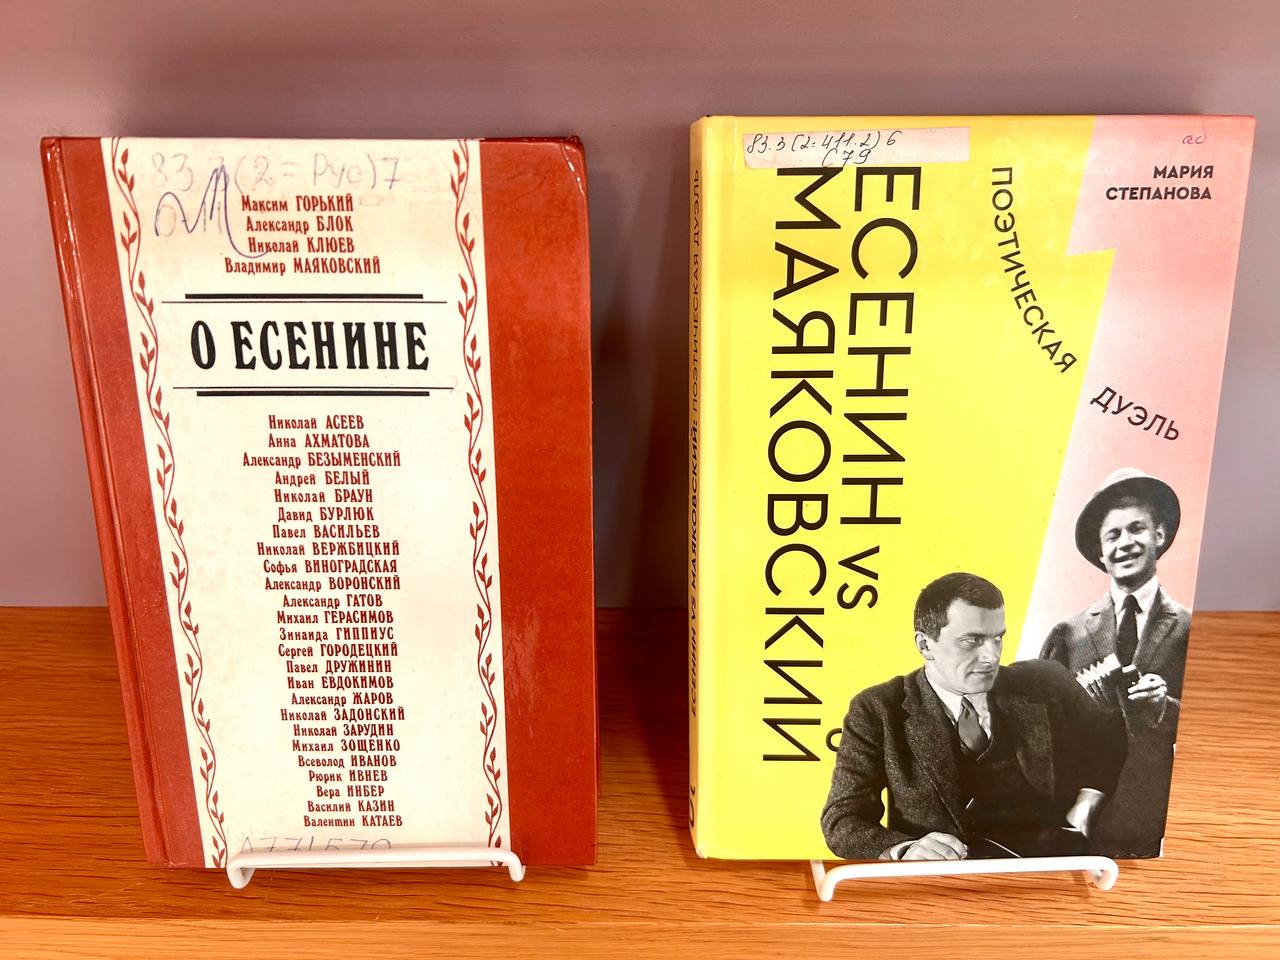 83.3(2=Рус)7
Максим ГОРЬКИЙ
Александр БЛОК
Николай КЛЮЕВ
Владимир МАЯКОВСКИЙ
О ЕСЕНИНЕ
Николай АСЕЕВ
Анна АХМАТОВА
Александр БЕЗЫМЕНСКИЙ
Андрей БЕЛЫЙ
Николай БРАУН
Давид БУРЛЮК
Павел ВАСИЛЬЕВ
Николай ВЕРЖБИЦКИЙ
Софья ВИНОГРАДСКАЯ
Александр ВОРОНСКИЙ
Александр ГАТОВ
Михаил ГЕРАСИМОВ
Зинаида ГИППИУС
Сергей ГОРОДЕЦКИЙ
Павел ДРУЖИНИН
Иван ЕВДОКИМОВ
Александр ЖАРОВ
Николай ЗАДОНСКИЙ
Николай ЗАРУДИН
Михаил ЗОЩЕНКО
Всеволод ИВАНОВ
Рюрик ИВНЕВ
Вера ИНБЕР
Василий КАЗИН
Валентин КАТАЕВ
83.3(2=411.2)6
С79
МАРИЯ
СТЕПАНОВА
ЕСЕНИН VS
МАЯКОВСКИЙ
ПОЭТИЧЕСКАЯ
ДУЭЛЬ
ЕСЕНИН VS МАЯКОВСКИЙ: ПОЭТИЧЕСКАЯ ДУЭЛЬ